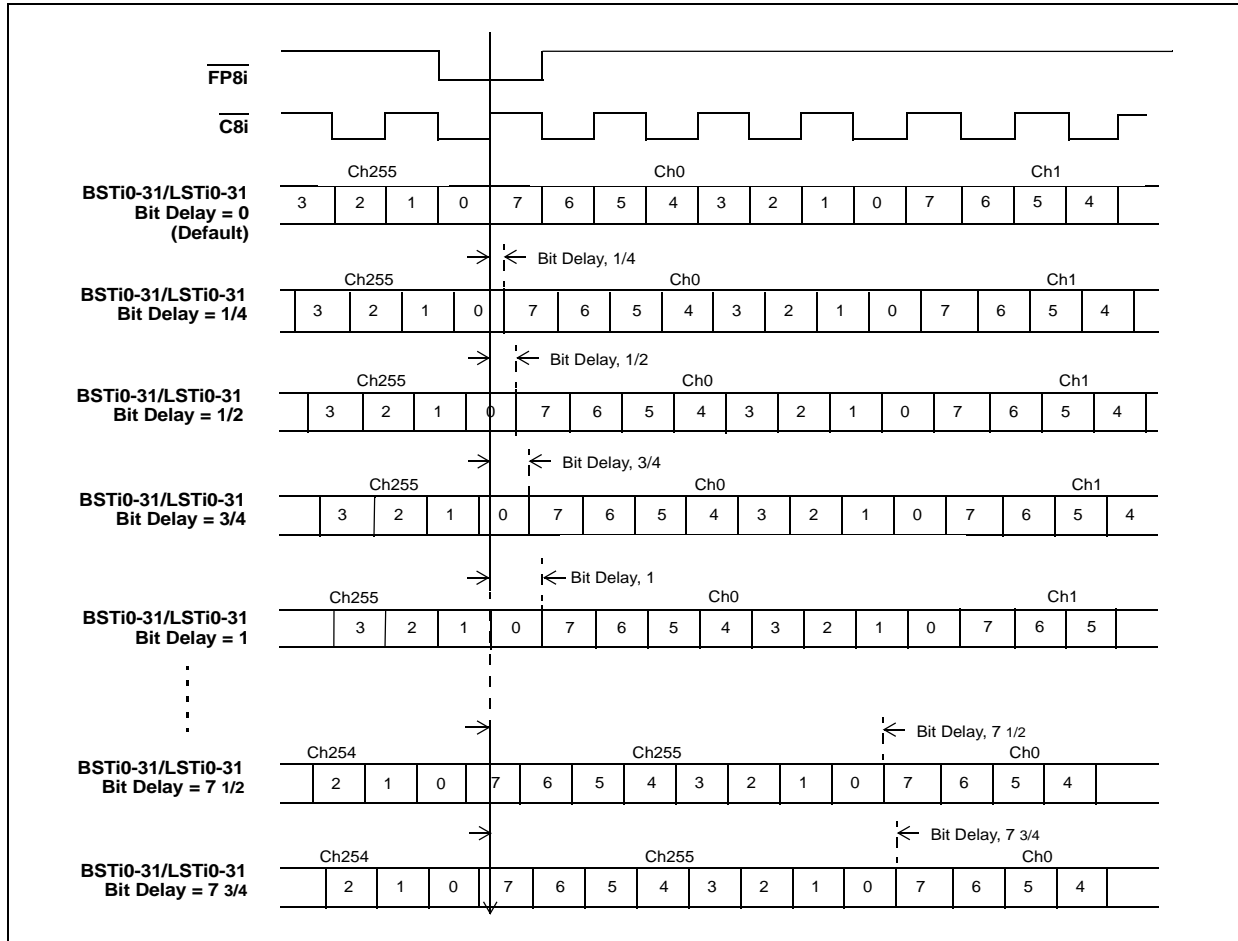 FP8i
C8i
Ch255 Ch0 Ch1
BSTi0-31/LSTi0-31
Bit Delay = 0
(Default)
3 2 1 0 7 6 5 4 3 2 1 0 7 6 5 4
Bit Delay, 1/4
Ch255 Ch0 Ch1
BSTi0-31/LSTi0-31
Bit Delay = 1/4
3 2 1 0 7 6 5 4 3 2 1 0 7 6 5 4
Bit Delay, 1/2
Ch255 Ch0 Ch1
BSTi0-31/LSTi0-31
Bit Delay = 1/2
3 2 1 0 7 6 5 4 3 2 1 0 7 6 5 4
Bit Delay, 3/4
Ch255 Ch0 Ch1
BSTi0-31/LSTi0-31
Bit Delay = 3/4
3 2 1 0 7 6 5 4 3 2 1 0 7 6 5 4
Bit Delay, 1
Ch255 Ch0 Ch1
BSTi0-31/LSTi0-31
Bit Delay = 1
3 2 1 0 7 6 5 4 3 2 1 0 7 6 5
Bit Delay, 7 1/2
Ch254 Ch255 Ch0
BSTi0-31/LSTi0-31
Bit Delay = 7 1/2
2 1 0 7 6 5 4 3 2 1 0 7 6 5 4
Bit Delay, 7 3/4
Ch254 Ch255 Ch0
BSTi0-31/LSTi0-31
Bit Delay = 7 3/4
2 1 0 7 6 5 4 3 2 1 0 7 6 5 4